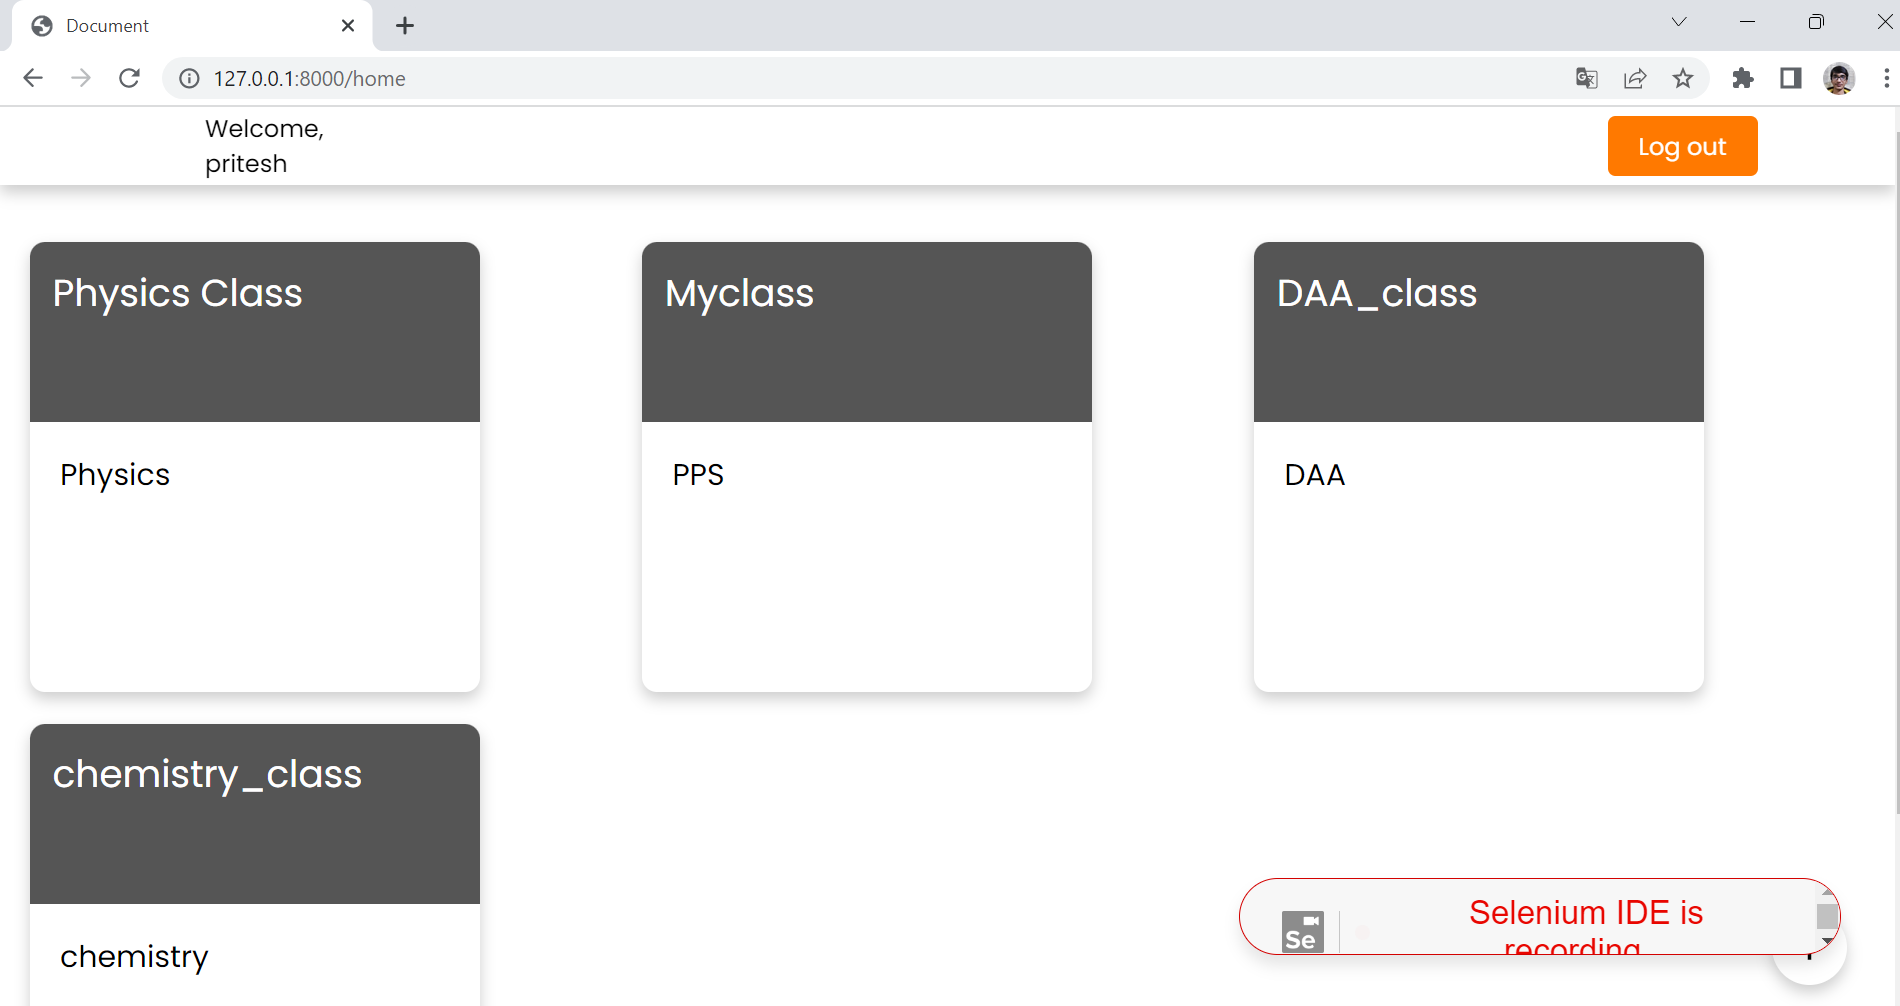 Document
127.0.0.1:8000/home
Welcome,
pritesh
Log out
Physics Class
Myclass
DAA_class
Physics
PPS
DAA
chemistry_class
chemistry
Se
Selenium IDE is
recording